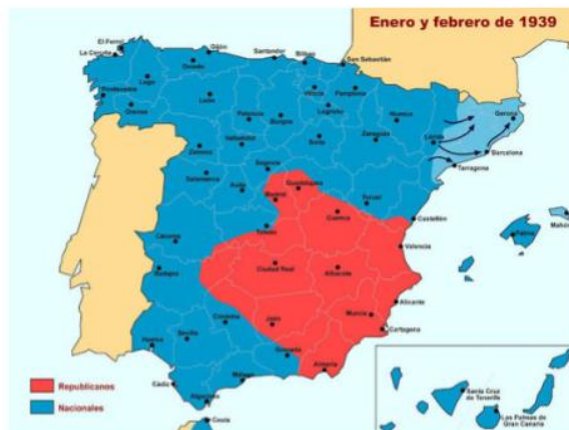 Enero y febrero de 1939
El Ferrol
La Coruña
Gijón
Oviedo
Santander
Bilbao
San Sebastián
Lugo
Pontevedra
Orense
León
Vitoria
Pamplona
Logroño
Palencia
Burgos
Huesca
Lérida
Gerona
Zamora
Valladolid
Soria
Zaragoza
Barcelona
Tarragona
Salamanca
Segovia
Ávila
Guadalajara
Madrid
Teruel
Cuenca
Castellón
Toledo
Cáceres
Valencia
Palma
Mahón
Badajoz
Ciudad Real
Albacete
Alicante
Murcia
Cartagena
Córdoba
Jaén
Huelva
Sevilla
Granada
Almería
Málaga
Cádiz
Algeciras
Ceuta
Republicanos
Nacionales
Santa Cruz
de Tenerife
Las Palmas de
Gran Canaria